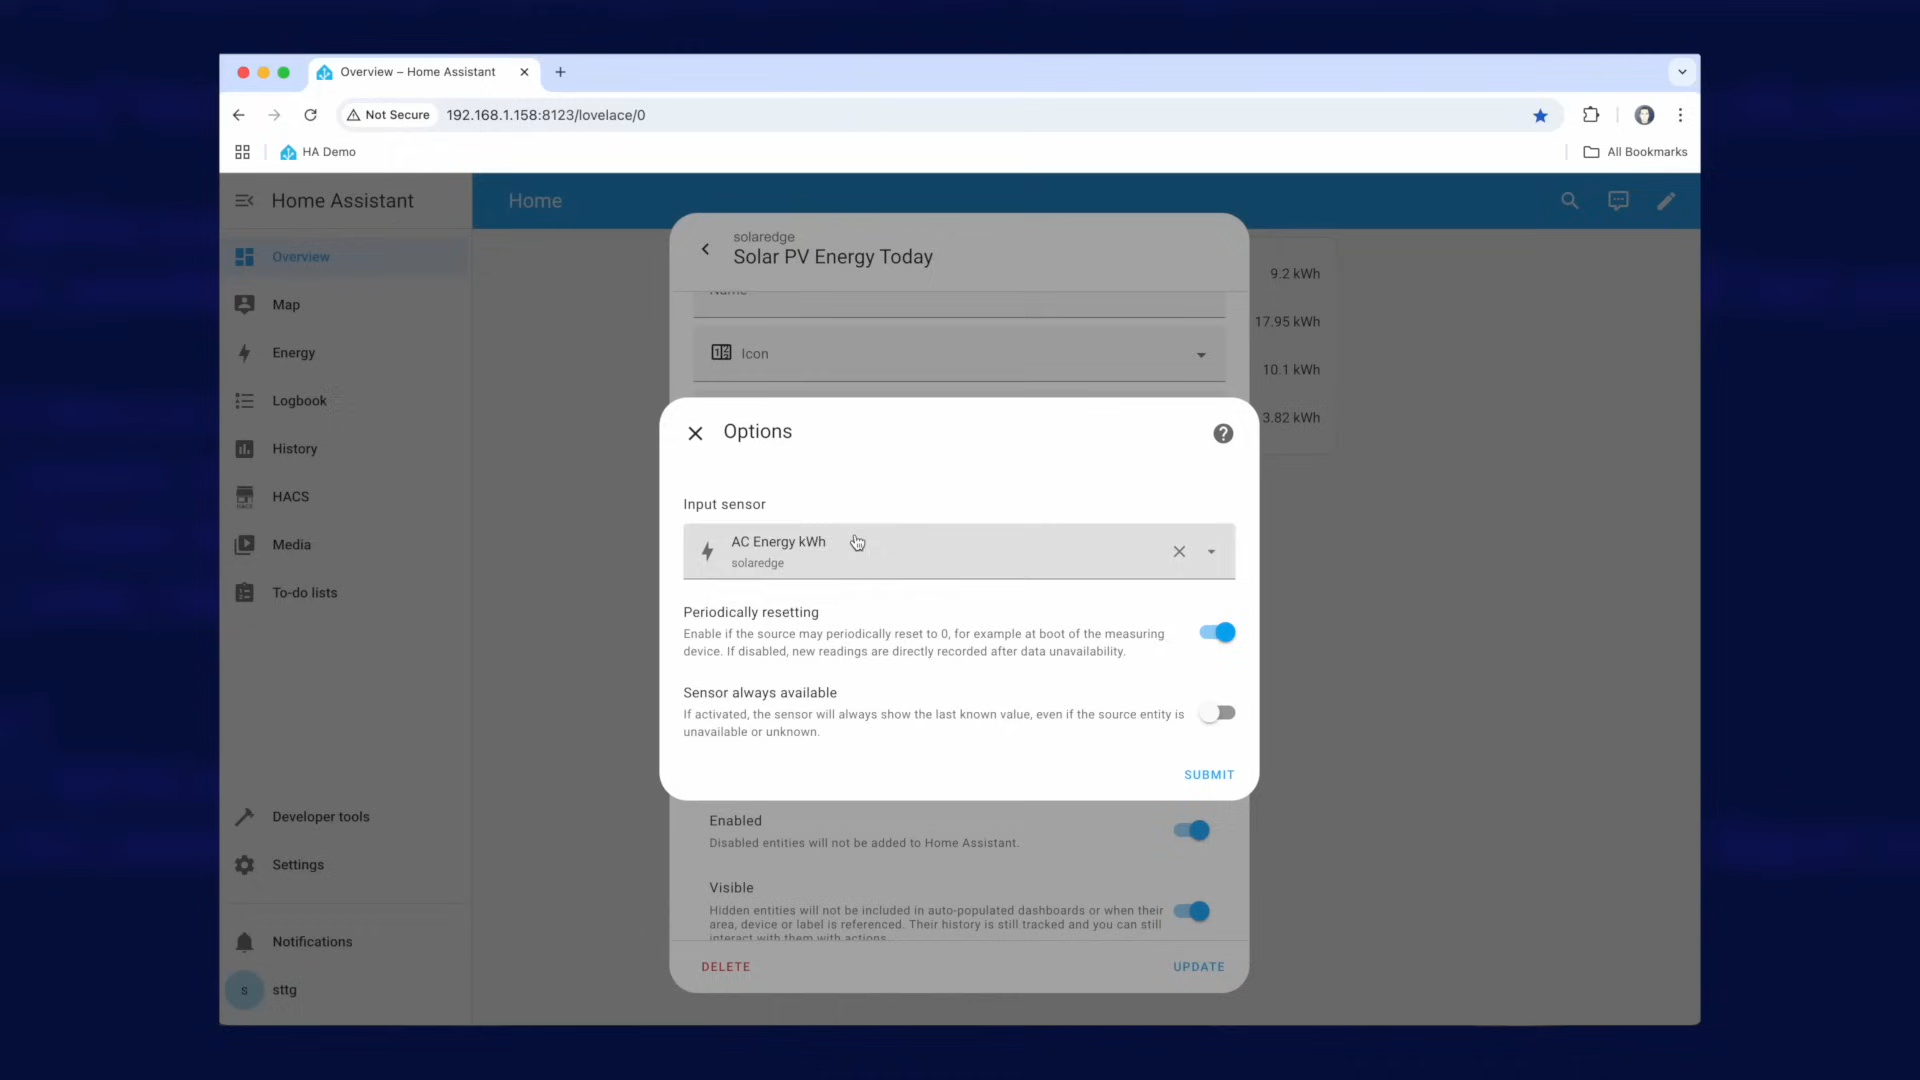 Overview – Home Assistant
Not Secure
192.168.1.158:8123/lovelace/0
HA Demo
All Bookmarks
Home Assistant
Home
Overview
Map
Energy
Logbook
History
HACS
Media
To-do lists
Developer tools
Settings
Notifications
s
sttg
solaredge
Solar PV Energy Today
Name
Icon
9.2 kWh
17.95 kWh
10.1 kWh
3.82 kWh
Options
Input sensor
AC Energy kWh
solaredge
Periodically resetting
Enable if the source may periodically reset to 0, for example at boot of the measuring
device. If disabled, new readings are directly recorded after data unavailability.
Sensor always available
If activated, the sensor will always show the last known value, even if the source entity is
unavailable or unknown.
SUBMIT
Enabled
Disabled entities will not be added to Home Assistant.
Visible
Hidden entities will not be included in auto-populated dashboards or when their
area, device or label is referenced. Their history is still tracked and you can still
interact with them with actions.
DELETE
UPDATE